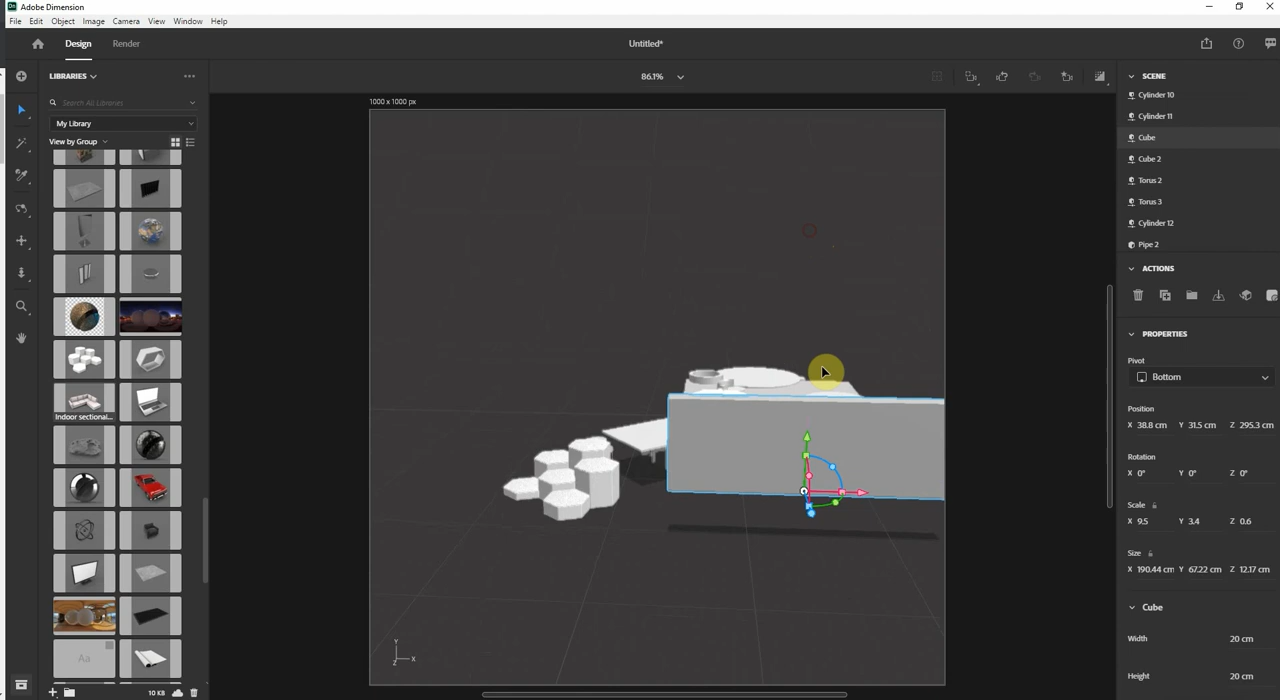 Adobe Dimension
File Edit Object Image Camera View Window Help
Design Render Untitled*
LIBRARIES
86.1%
SCENE
Search All Libraries
My Library
View by Group
1000 x 1000 px
Cylinder 10
Cylinder 11
Cube
Cube 2
Torus 2
Torus 3
Cylinder 12
Pipe 2
ACTIONS
PROPERTIES
Pivot
Bottom
Indoor sectional...
Position
X 38.8 Y 31.5 Z 295.3
Rotation
X 0° Y 0° Z 0°
Scale
X 9.5 Y 3.4 Z 0.6
Size
X 190.44 cm Y 67.22 cm Z 12.17 cm
Cube
Width 20 cm
Height 20 cm
Aa
Y
Z X
10 KB